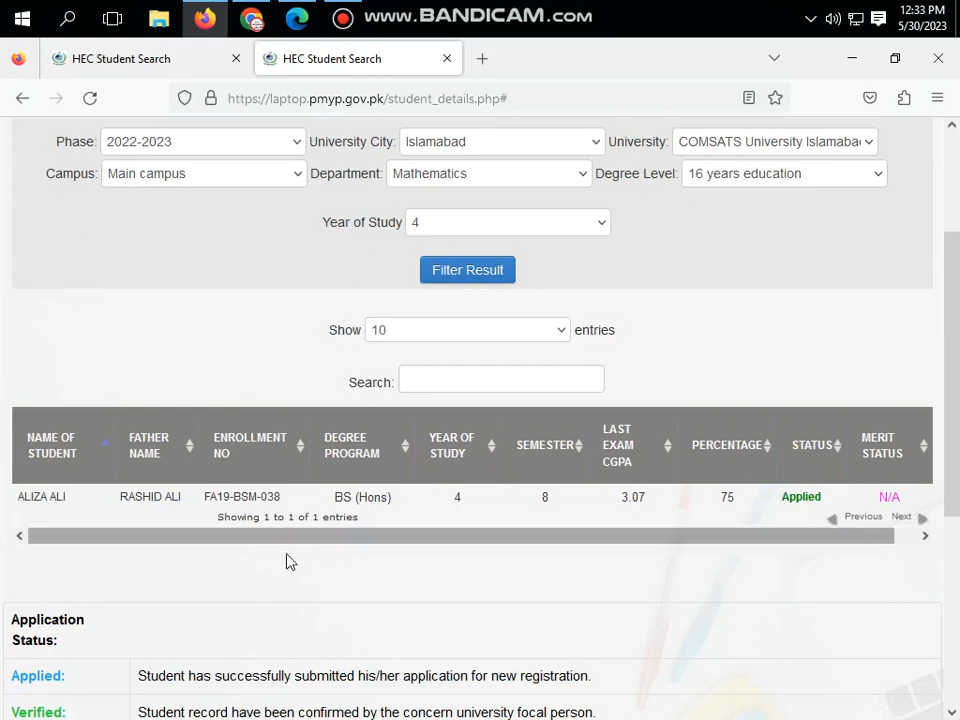 www.BANDICAM.com
12:33 PM
5/30/2023
HEC Student Search
HEC Student Search
https://laptop.pmyp.gov.pk/student_details.php#
Phase: 2022-2023 University City: Islamabad University: COMSATS University Islamabad
Campus: Main campus Department: Mathematics Degree Level: 16 years education
Year of Study 4
Filter Result
Show 10 entries
Search:
NAME OF STUDENT FATHER NAME ENROLLMENT NO DEGREE PROGRAM YEAR OF STUDY SEMESTER LAST EXAM CGPA PERCENTAGE STATUS MERIT STATUS
ALIZA ALI RASHID ALI FA19-BSM-038 BS (Hons) 4 8 3.07 75 Applied N/A
Showing 1 to 1 of 1 entries
Previous Next
Application
Status:
Applied: Student has successfully submitted his/her application for new registration.
Verified: Student record have been confirmed by the concern university focal person.